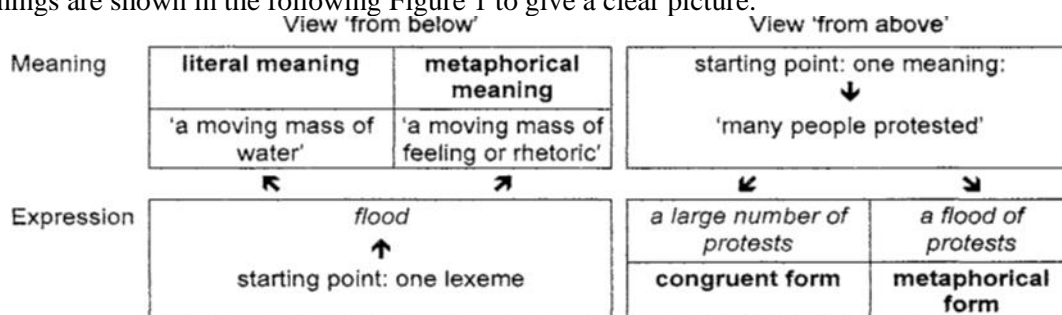 nings are shown in the following Figure 1 to give a clear picture.
View 'from below' View 'from above'
Meaning literal meaning metaphorical meaning starting point: one meaning:
'a moving mass of water' 'a moving mass of feeling or rhetoric' 'many people protested'
Expression flood a large number of protests a flood of protests
starting point: one lexeme congruent form metaphorical form